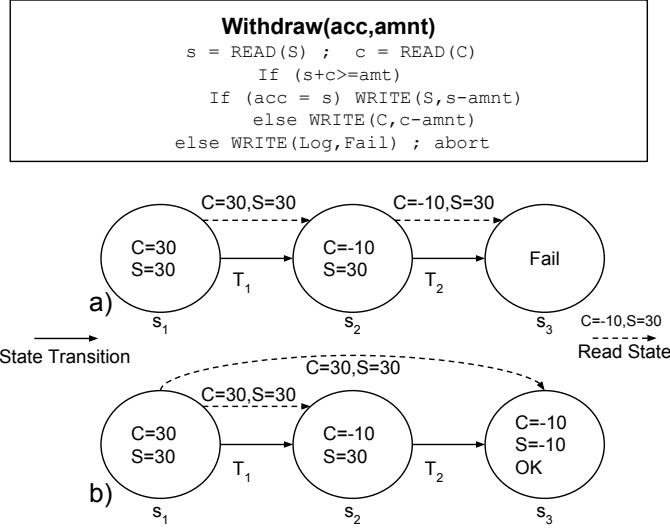 Withdraw(acc,amnt)
s = READ(S) ; c = READ(C)
If (s+c>=amt)
If (acc = s) WRITE(S,s-amnt)
else WRITE(C,c-amnt)
else WRITE(Log,Fail) ; abort
C=30,S=30 C=-10,S=30
C=30 C=-10 Fail
S=30 S=30
T1 T2
a)
s1 s2 s3
C=-10,S=30
State Transition Read State
C=30,S=30
C=30,S=30
C=30 C=-10 C=-10
S=30 S=30 S=-10
OK
T1 T2
b)
s1 s2 s3